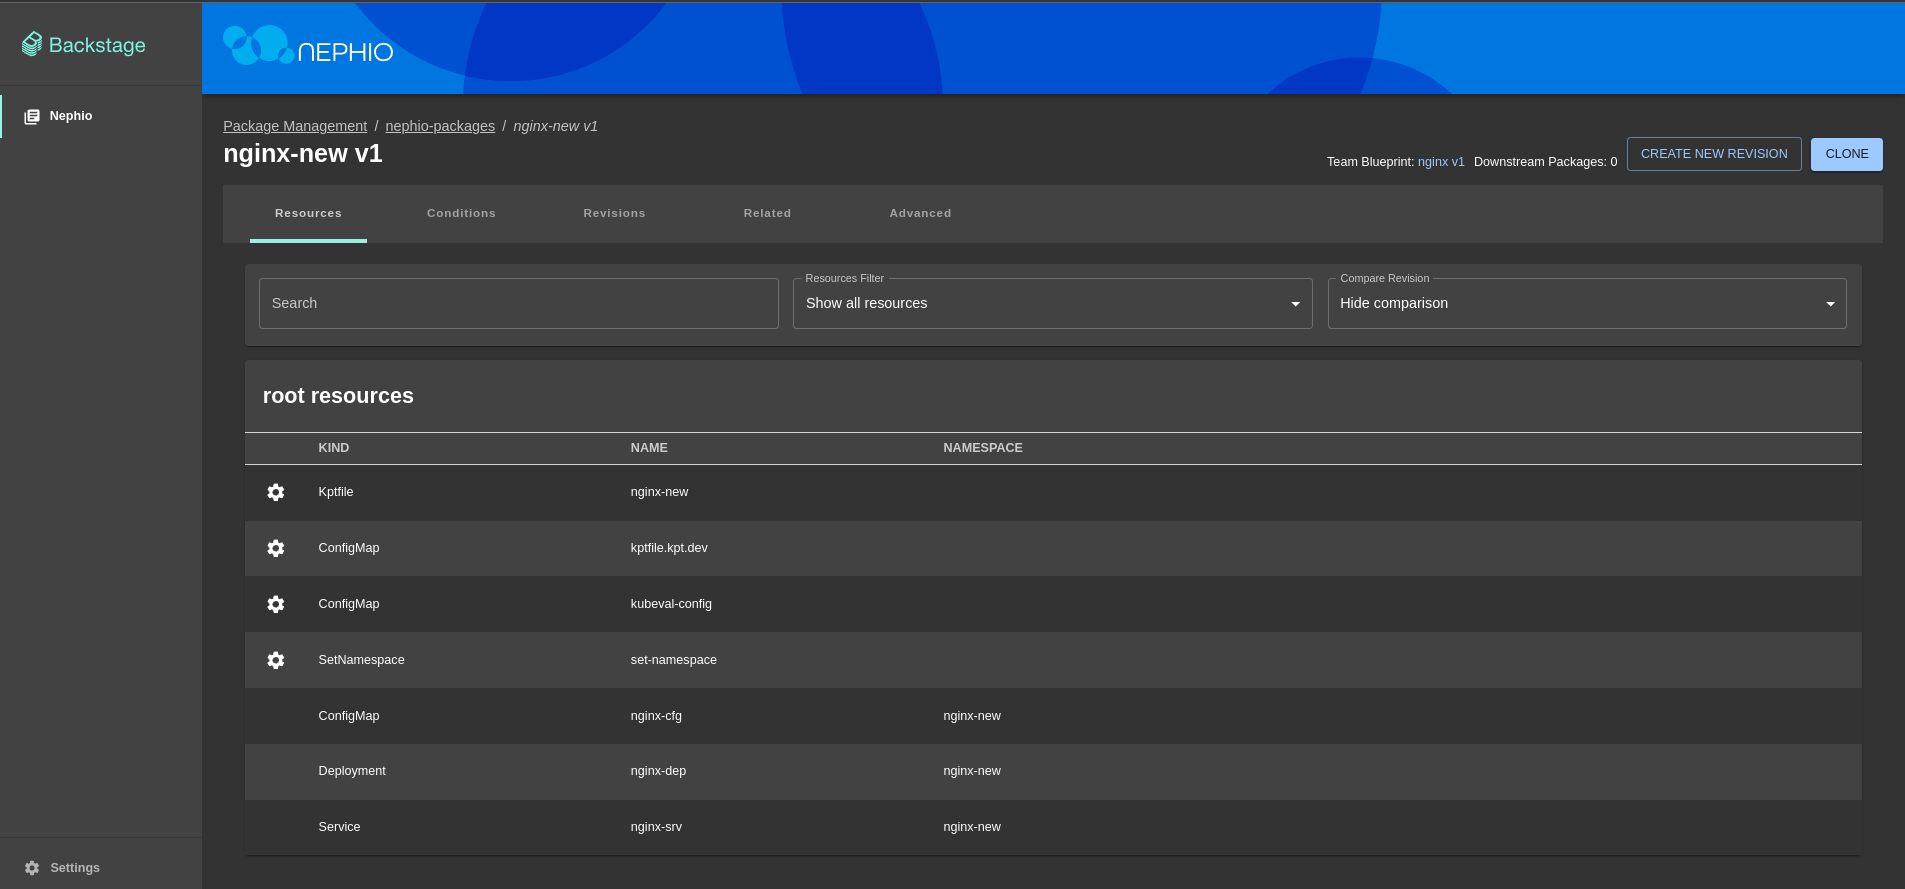 Backstage
NEPHIO
Nephio
Package Management / nephio-packages / nginx-new v1
nginx-new v1
Team Blueprint: nginx v1 Downstream Packages: 0 CREATE NEW REVISION CLONE
Resources Conditions Revisions Related Advanced
Resources Filter Compare Revision
Search Show all resources Hide comparison
root resources
KIND NAME NAMESPACE
Kptfile nginx-new
ConfigMap kptfile.kpt.dev
ConfigMap kubeval-config
SetNamespace set-namespace
ConfigMap nginx-cfg nginx-new
Deployment nginx-dep nginx-new
Service nginx-srv nginx-new
Settings